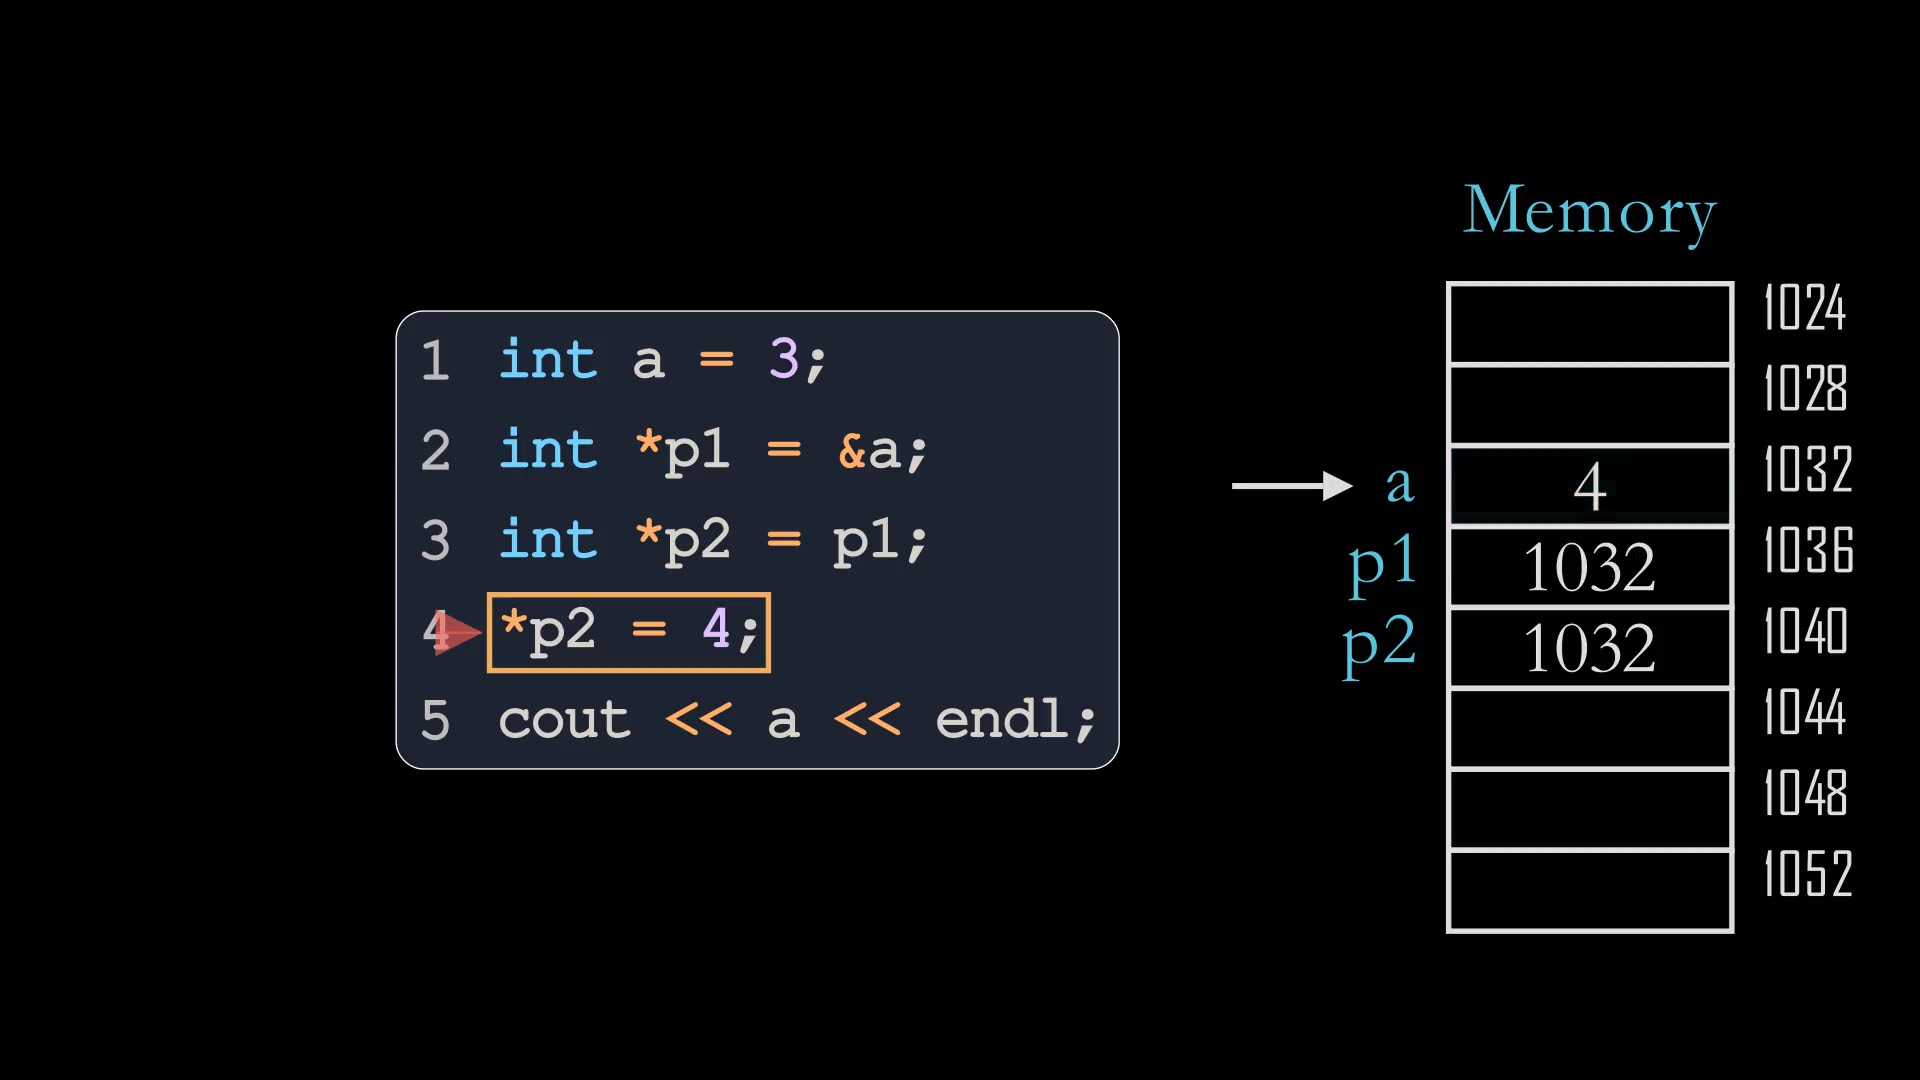 1 int a = 3;
2 int *p1 = &a;
3 int *p2 = p1;
4 *p2 = 4;
5 cout << a << endl;
Memory
1024
1028
a 4 1032
p1 1032 1036
p2 1032 1040
1044
1048
1052